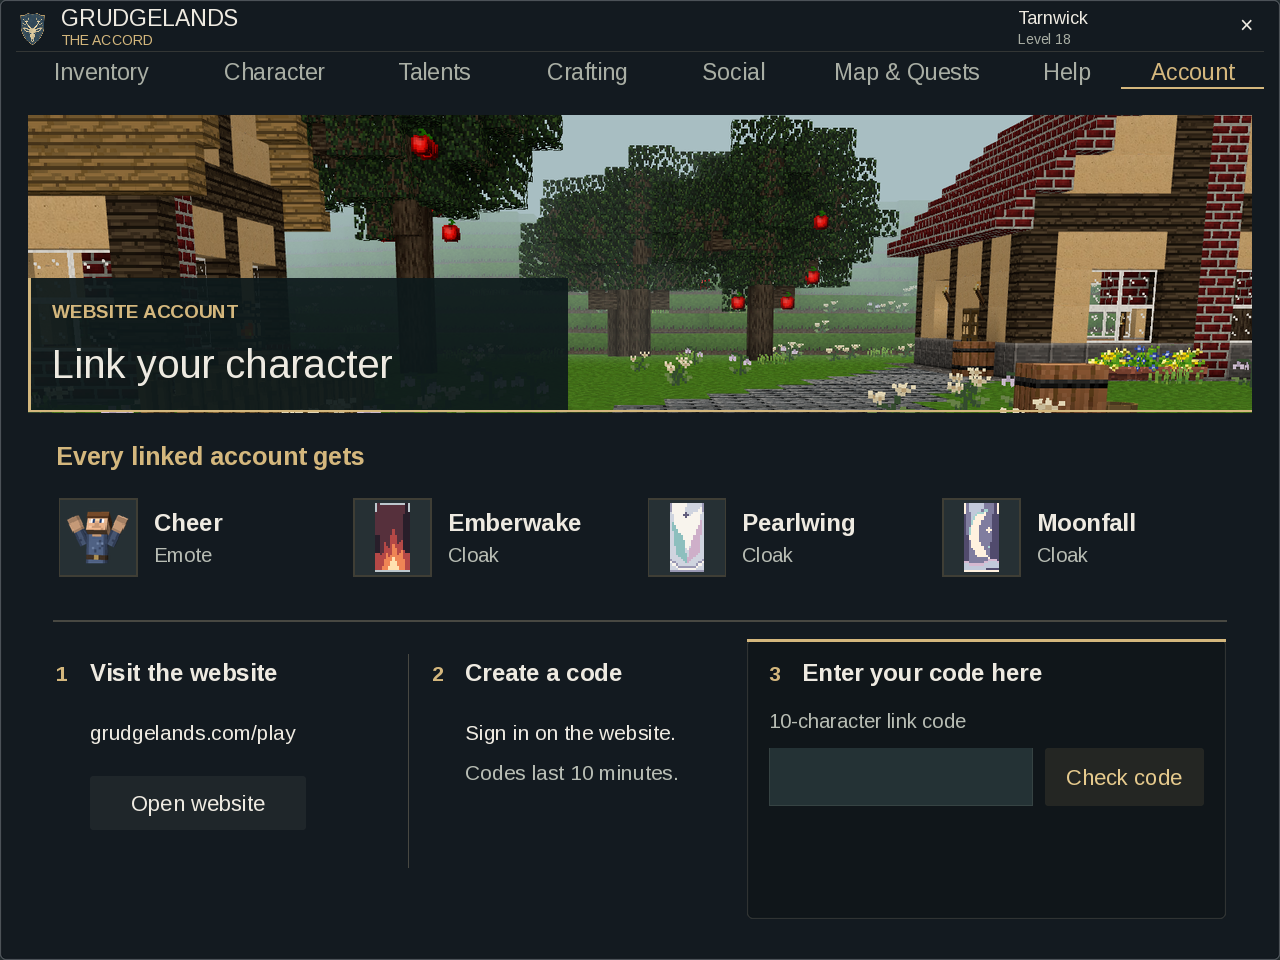 GRUDGELANDS
THE ACCORD
Tarnwick
Level 18
×
Inventory
Character
Talents
Crafting
Social
Map & Quests
Help
Account
WEBSITE ACCOUNT
Link your character
Every linked account gets
Cheer
Emote
Emberwake
Cloak
Pearlwing
Cloak
Moonfall
Cloak
1 Visit the website
grudgelands.com/play
Open website
2 Create a code
Sign in on the website.
Codes last 10 minutes.
3 Enter your code here
10-character link code
Check code